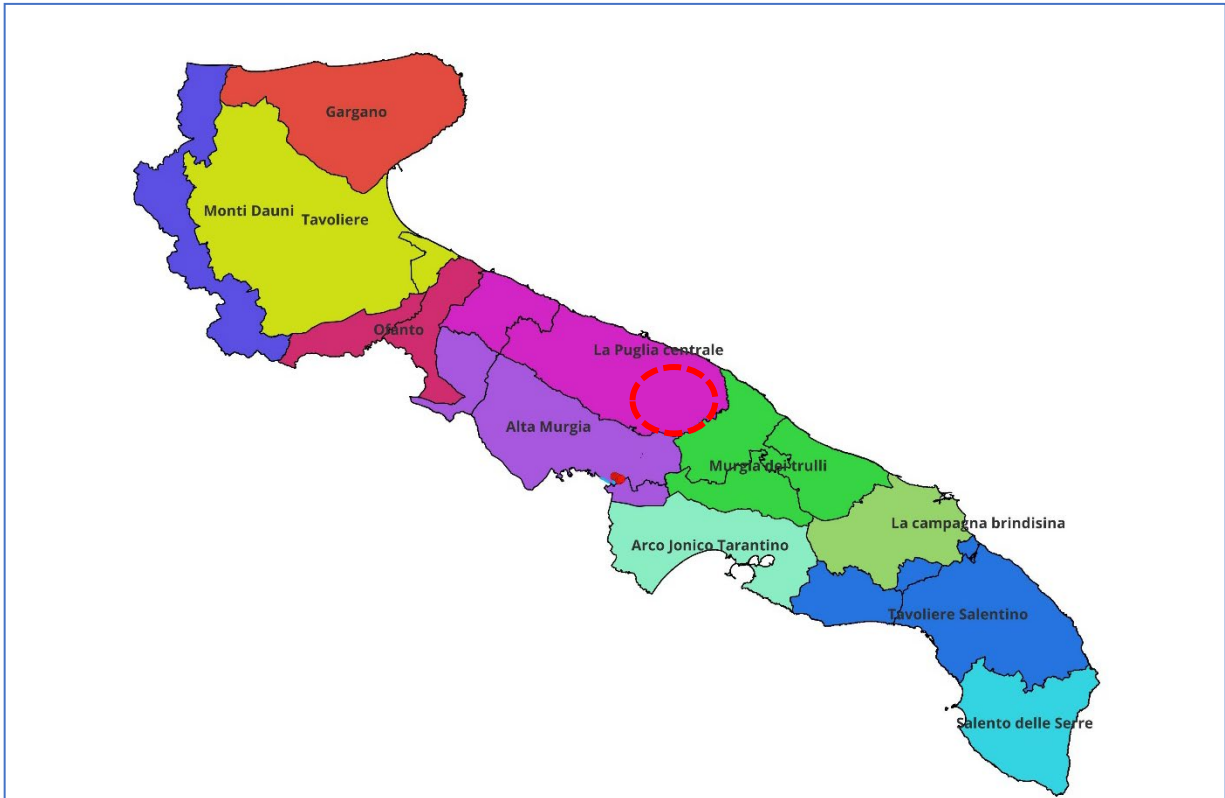 Gargano
Monti Dauni
Tavoliere
Ofanto
La Puglia centrale
Alta Murgia
Murgia dei trulli
La campagna brindisina
Arco Jonico Tarantino
Tavoliere Salentino
Salento delle Serre